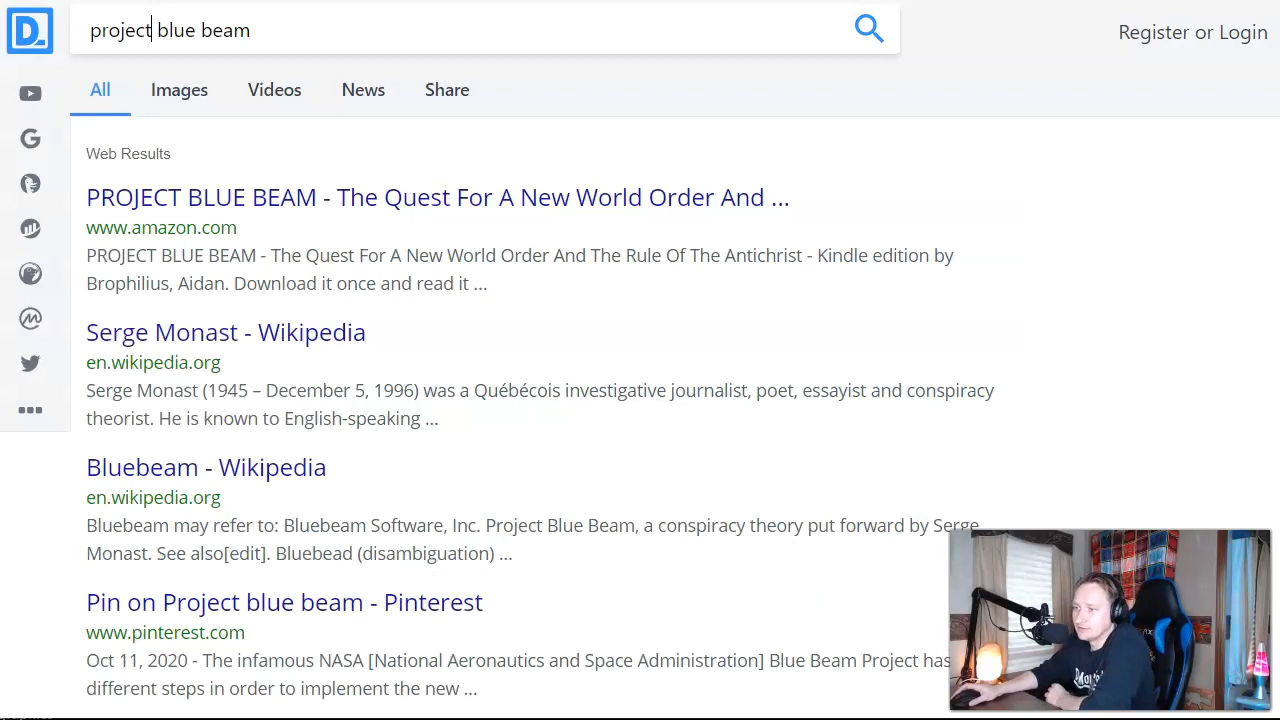 project blue beam
Register or Login
All Images Videos News Share
Web Results
PROJECT BLUE BEAM - The Quest For A New World Order And ...
www.amazon.com
PROJECT BLUE BEAM - The Quest For A New World Order And The Rule Of The Antichrist - Kindle edition by
Brophilius, Aidan. Download it once and read it ...
Serge Monast - Wikipedia
en.wikipedia.org
Serge Monast (1945 – December 5, 1996) was a Québécois investigative journalist, poet, essayist and conspiracy
theorist. He is known to English-speaking ...
Bluebeam - Wikipedia
en.wikipedia.org
Bluebeam may refer to: Bluebeam Software, Inc. Project Blue Beam, a conspiracy theory put forward by Serge
Monast. See also[edit]. Bluebead (disambiguation) ...
Pin on Project blue beam - Pinterest
www.pinterest.com
Oct 11, 2020 - The infamous NASA [National Aeronautics and Space Administration] Blue Beam Project has
different steps in order to implement the new ...